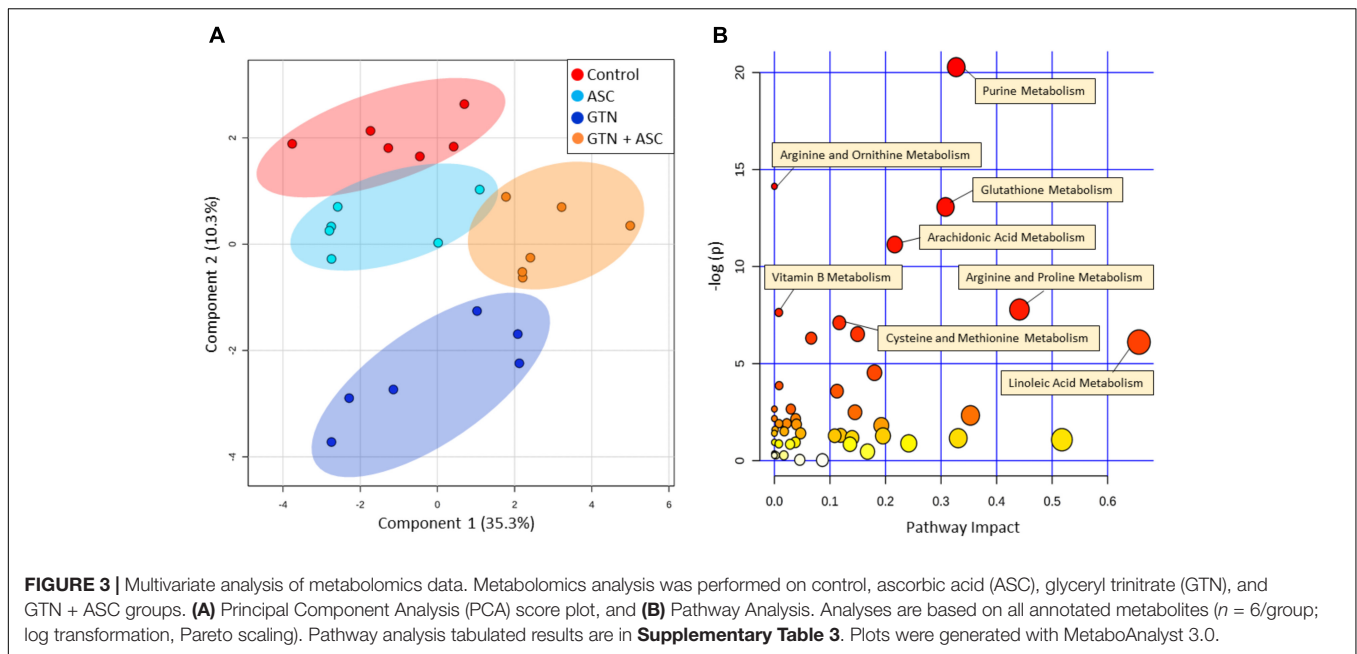 A
Control
ASC
GTN
GTN + ASC
Component 2 (10.3%)
2
0
-2
-4
-4
-2
0
2
4
6
Component 1 (35.3%)
B
-log (p)
20
15
10
5
0
Purine Metabolism
Arginine and Ornithine Metabolism
Glutathione Metabolism
Arachidonic Acid Metabolism
Vitamin B Metabolism
Arginine and Proline Metabolism
Cysteine and Methionine Metabolism
Linoleic Acid Metabolism
0.0
0.1
0.2
0.3
0.4
0.5
0.6
Pathway Impact
FIGURE 3 | Multivariate analysis of metabolomics data. Metabolomics analysis was performed on control, ascorbic acid (ASC), glyceryl trinitrate (GTN), and
GTN + ASC groups. (A) Principal Component Analysis (PCA) score plot, and (B) Pathway Analysis. Analyses are based on all annotated metabolites (n = 6/group;
log transformation, Pareto scaling). Pathway analysis tabulated results are in Supplementary Table 3. Plots were generated with MetaboAnalyst 3.0.